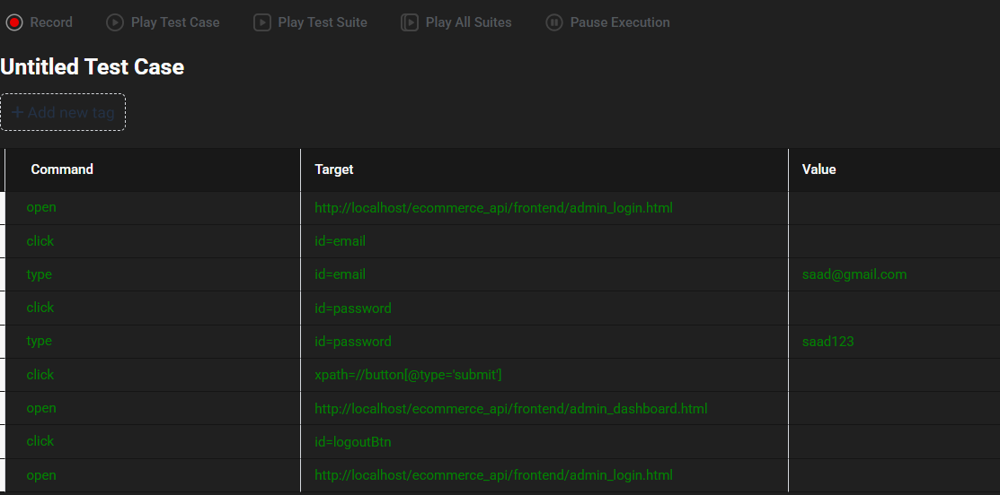 Record Play Test Case Play Test Suite Play All Suites Pause Execution
Untitled Test Case
+ Add new tag
Command Target Value
open http://localhost/ecommerce_api/frontend/admin_login.html
click id=email
type id=email saad@gmail.com
click id=password
type id=password saad123
click xpath=//button[@type='submit']
open http://localhost/ecommerce_api/frontend/admin_dashboard.html
click id=logoutBtn
open http://localhost/ecommerce_api/frontend/admin_login.html